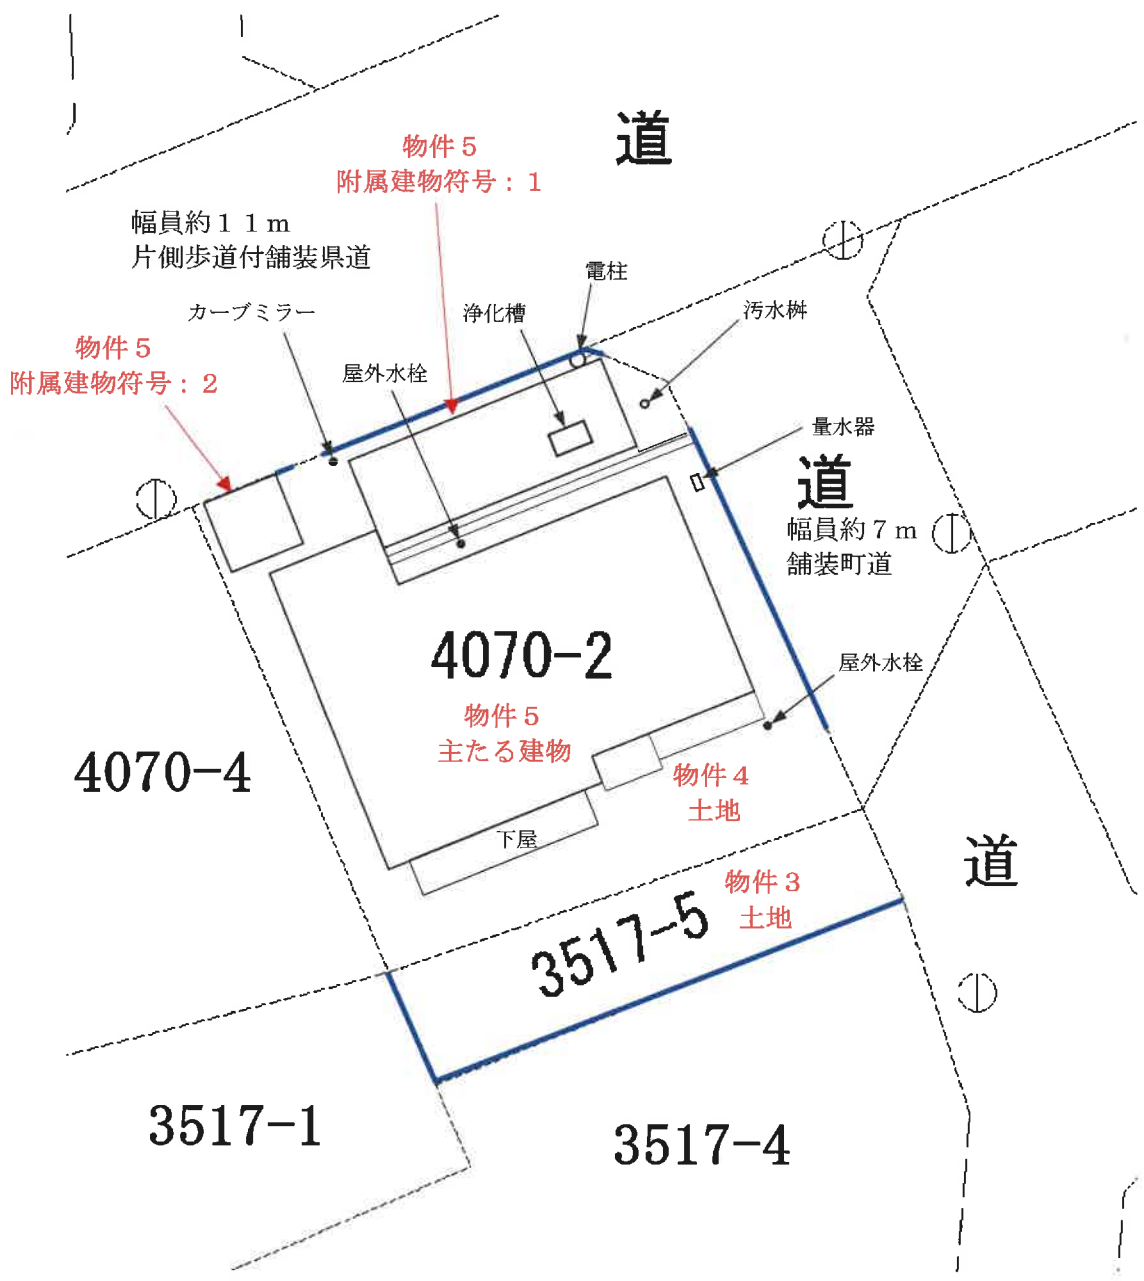 道
物件５
附属建物符号：１
幅員約１１ｍ
片側歩道付舗装県道
電柱
カーブミラー
浄化槽
汚水桝
物件５
附属建物符号：２
屋外水栓
量水器
道
幅員約７ｍ
舗装町道
4070-2
屋外水栓
物件５
主たる建物
4070-4
物件４
土地
下屋
道
物件３
土地
3517-5
3517-1
3517-4